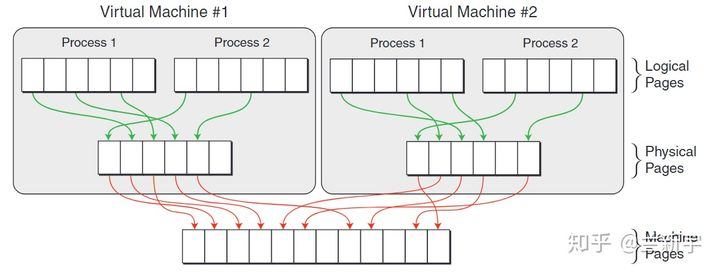 Virtual Machine #1
Virtual Machine #2
Process 1
Process 2
Process 1
Process 2
Logical
Pages
Physical
Pages
Machine
Pages
知乎